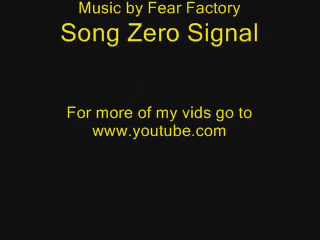 Music by Fear Factory
Song Zero Signal
For more of my vids go to
www.youtube.com